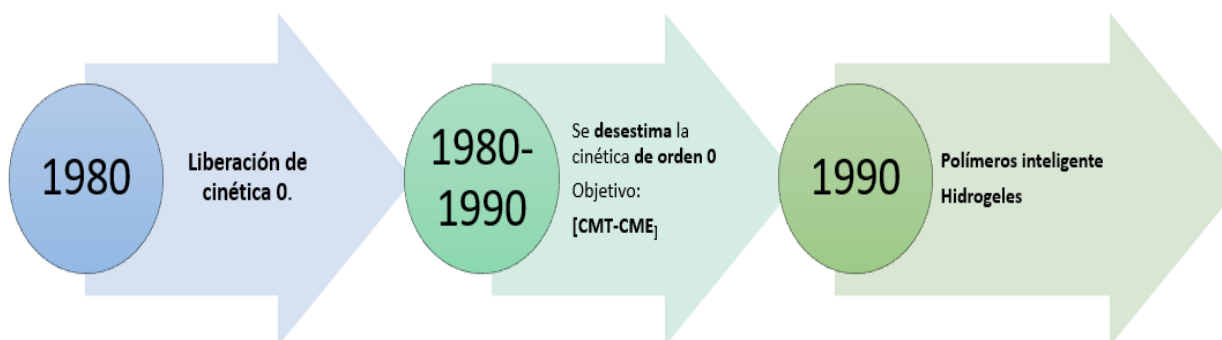 1980
Liberación de
cinética 0.
1980-
1990
Se desestima la
cinética de orden 0
Objetivo:
[CMT-CME]
1990
Polímeros inteligente
Hidrogeles